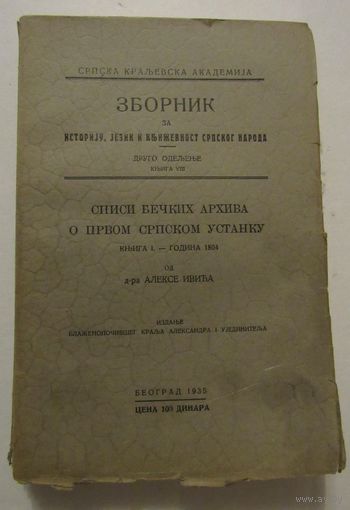 СРПСКА КРАЉЕВСКА АКАДЕМИЈА
ЗБОРНИК
ЗА
ИСТОРИЈУ, ЈЕЗИК И КЊИЖЕВНОСТ СРПСКОГ НАРОДА
ДРУГО ОДЕЉЕЊЕ
КЊИГА VIII
СПИСИ БЕЧКИХ АРХИВА
О ПРВОМ СРПСКОМ УСТАНКУ
КЊИГА I. — ГОДИНА 1804
ОД
д-ра АЛЕКСЕ ИВИЋА
ИЗДАЊЕ
БЛАЖЕНОПОЧИВШЕГ КРАЉА АЛЕКСАНДРА I УЈЕДИНИТЕЉА
БЕОГРАД 1935
ЦЕНА 100 ДИНАРА